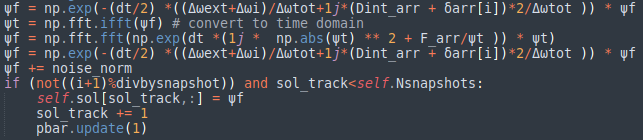 ψf = np.exp(-(dt/2) *((Δωext+Δωi)/Δωtot+1j*(Dint_arr + δarr[i])*2/Δωtot )) * ψf
ψt = np.fft.ifft(ψf) # convert to time domain
ψf = np.fft.fft(np.exp(dt *(1j *  np.abs(ψt) ** 2 + F_arr/ψt )) * ψt)
ψf = np.exp(-(dt/2) *((Δωext+Δωi)/Δωtot+1j*(Dint_arr + δarr[i])*2/Δωtot )) * ψf
ψf += noise_norm
if (not((i+1)%divbysnapshot)) and sol_track<self.Nsnapshots:
    self.sol[sol_track,:] = ψf
    sol_track += 1
    pbar.update(1)